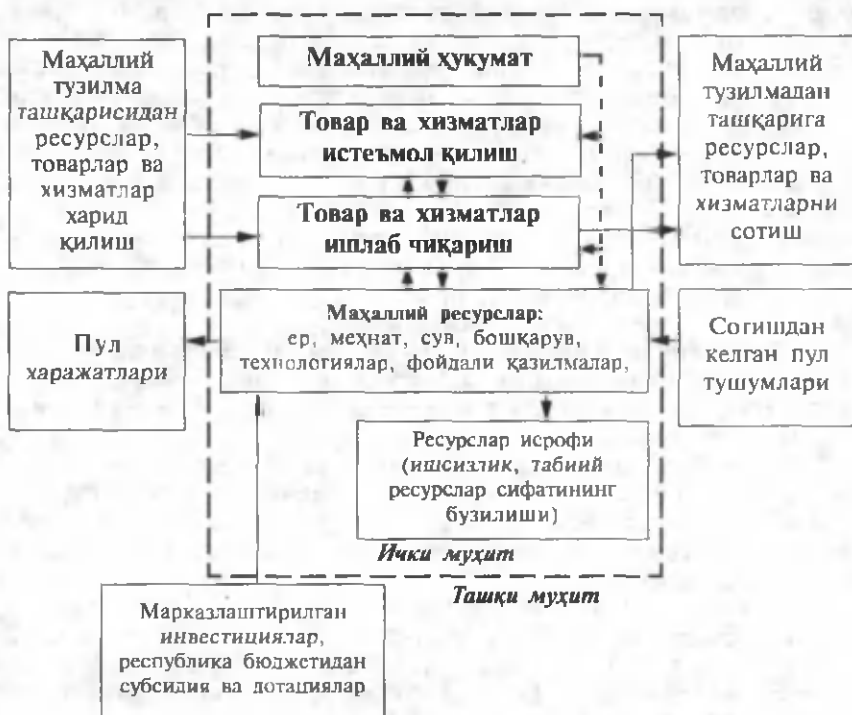 Маҳаллий
тузилма
ташқарисидан
ресурслар,
товарлар ва
хизматлар
харид
қилиш
Маҳаллий ҳукумат
Товар ва хизматлар
истеъмол қилиш
Товар ва хизматлар
ишлаб чиқариш
Маҳаллий
тузилмадан
ташқарига
ресурслар,
товарлар ва
хизматларни
сотиш
Пул
харажатлари
Маҳаллий ресурслар:
ер, меҳнат, сув, бошқарув,
технологиялар, фойдали қазилмалар,
Сотишдан
келган пул
тушумлари
Ресурслар исрофи
(ишсизлик, табиий
ресурслар сифатининг
бузилиши)
Ички муҳит
Ташқи муҳит
Марказлаштирилган
инвестициялар,
республика бюджетидан
субсидия ва дотациялар